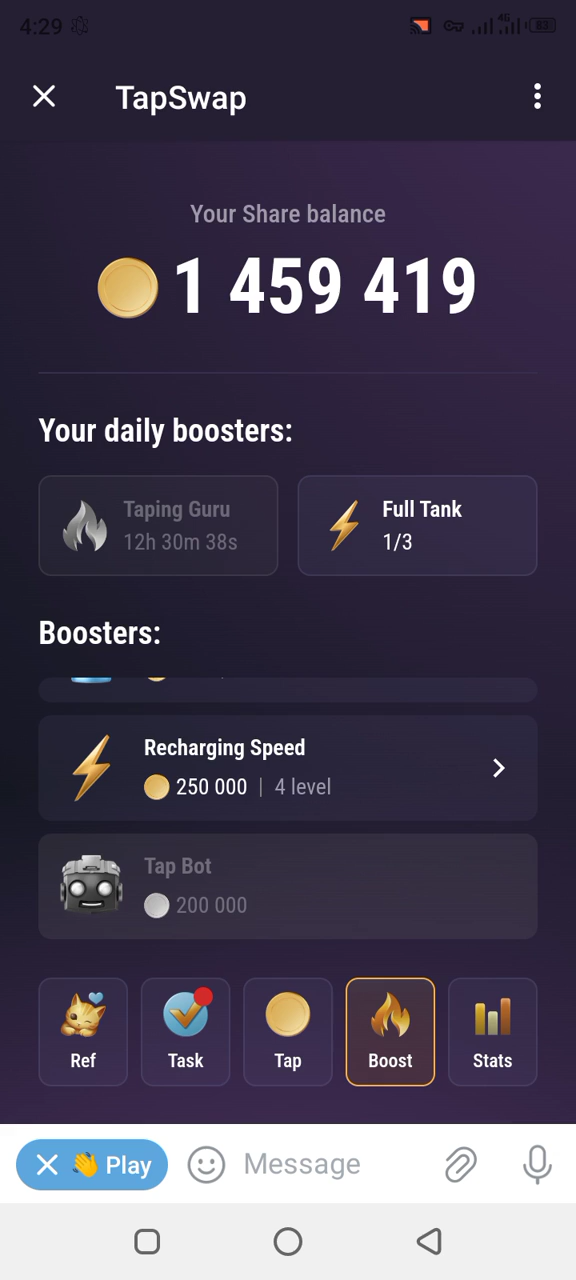 4:29
4G
83
TapSwap
Your Share balance
1 459 419
Your daily boosters:
Taping Guru
12h 30m 38s
Full Tank
1/3
Boosters:
Recharging Speed
250 000 | 4 level
Tap Bot
200 000
Ref
Task
Tap
Boost
Stats
Play
Message